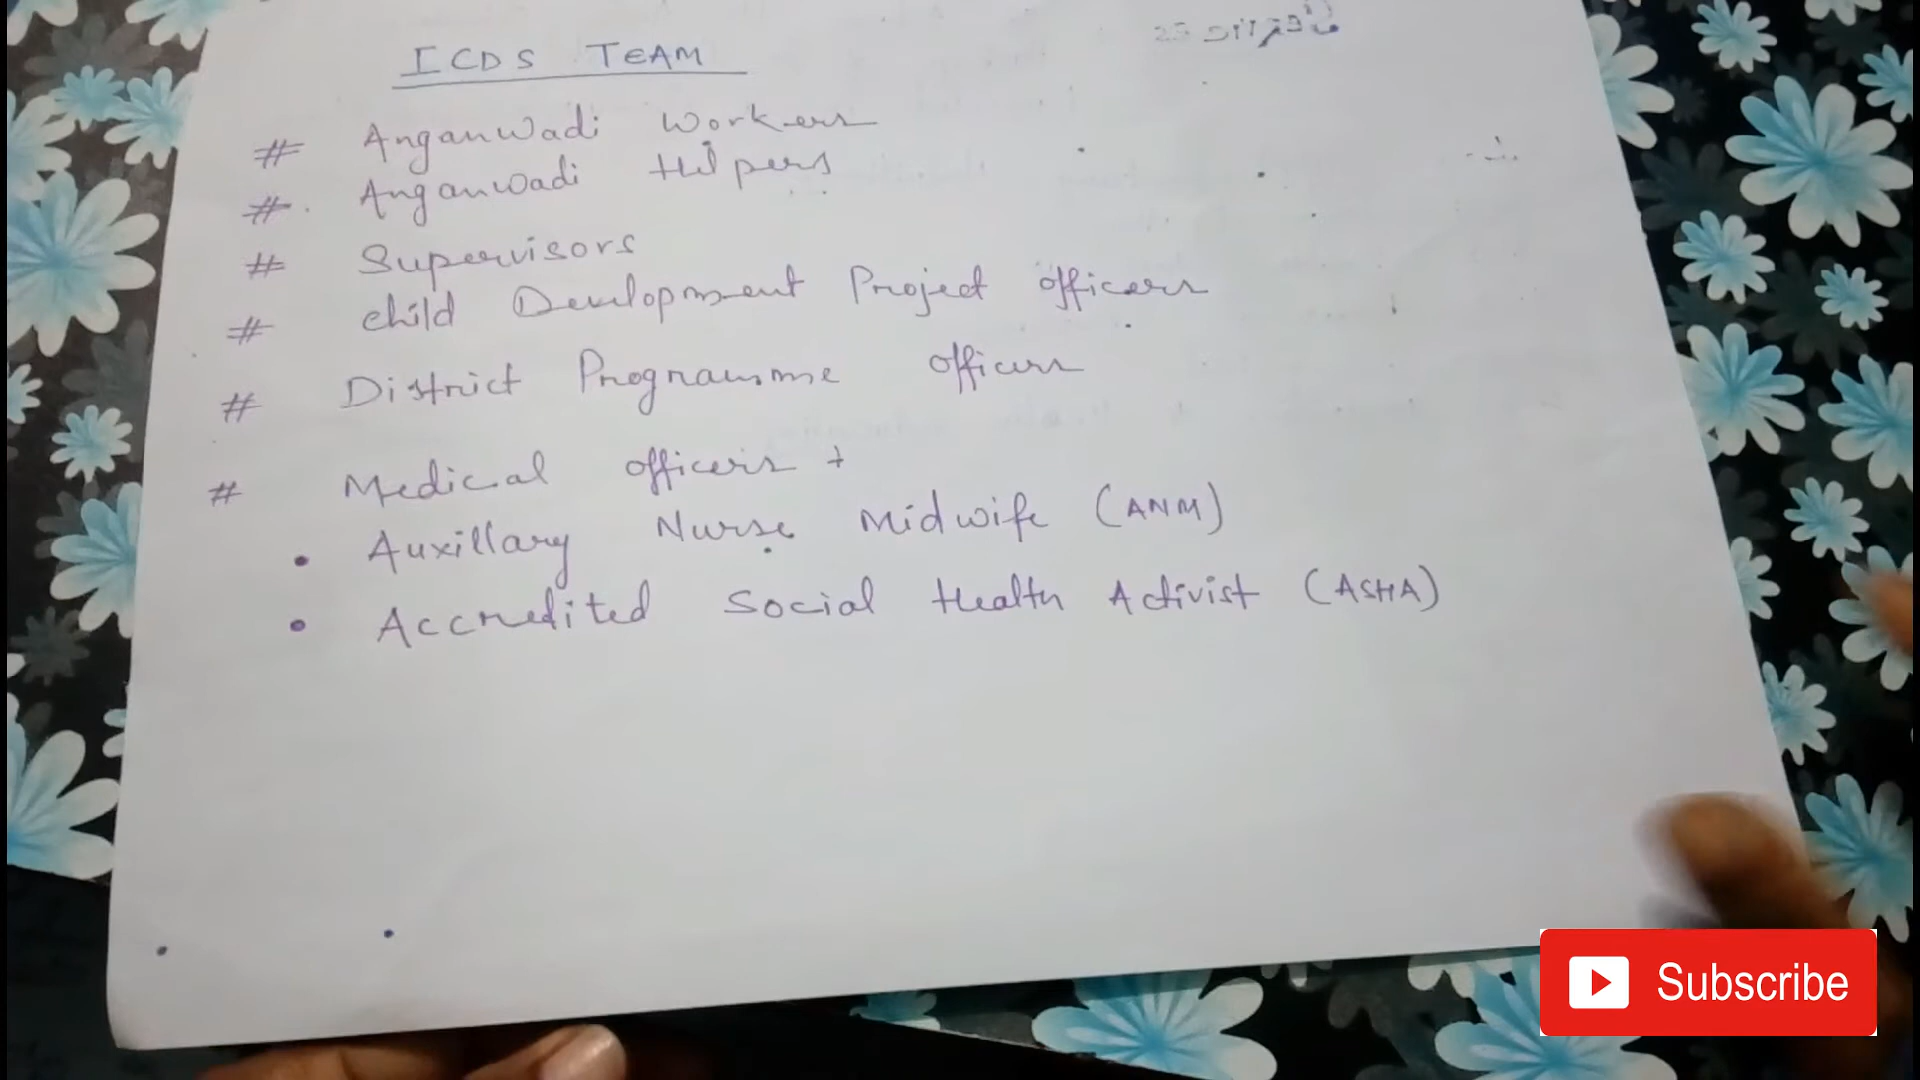 ICDS TEAM
# Anganwadi Workers
# Anganwadi Helpers
# Supervisors
# Child Development Project officers
# District Programme officers
# Medical officers +
• Auxillary Nurse Midwife (ANM)
• Accredited Social Health Activist (ASHA)
Subscribe